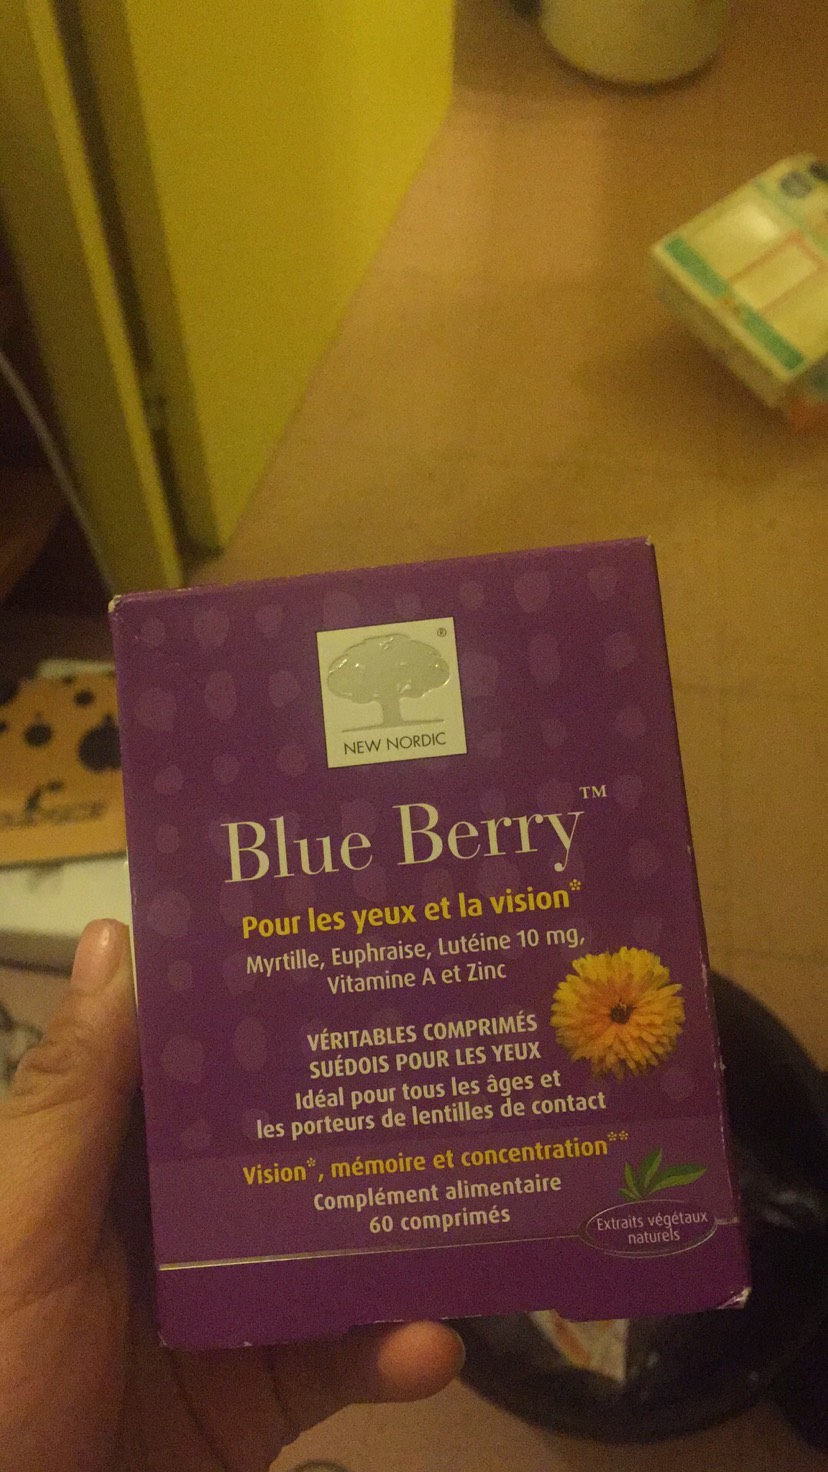 ®
NEW NORDIC
Blue Berry™
Pour les yeux et la vision*
Myrtille, Euphraise, Lutéine 10 mg,
Vitamine A et Zinc
VÉRITABLES COMPRIMÉS
SUÉDOIS POUR LES YEUX
Idéal pour tous les âges et
les porteurs de lentilles de contact
Vision*, mémoire et concentration**
Complément alimentaire
60 comprimés
Extraits végétaux
naturels